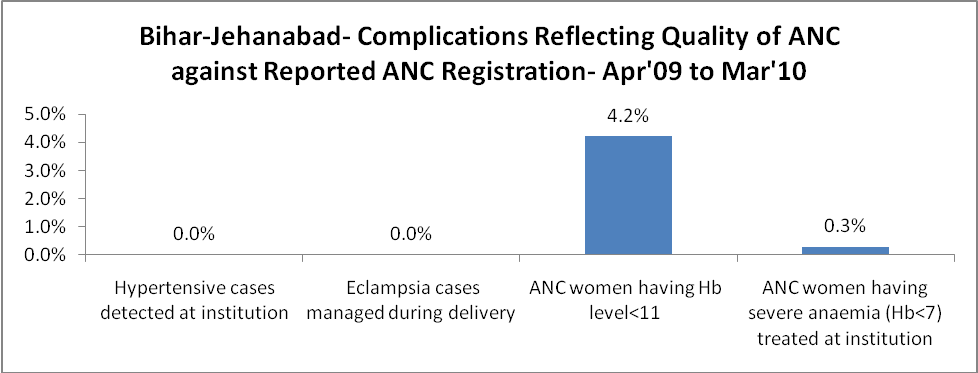 Bihar-Jehanabad- Complications Reflecting Quality of ANC
against Reported ANC Registration- Apr'09 to Mar'10
5.0%
4.0%
3.0%
2.0%
1.0%
0.0%
0.0%
0.0%
4.2%
0.3%
Hypertensive cases
detected at institution
Eclampsia cases
managed during delivery
ANC women having Hb
level<11
ANC women having
severe anaemia (Hb<7)
treated at institution